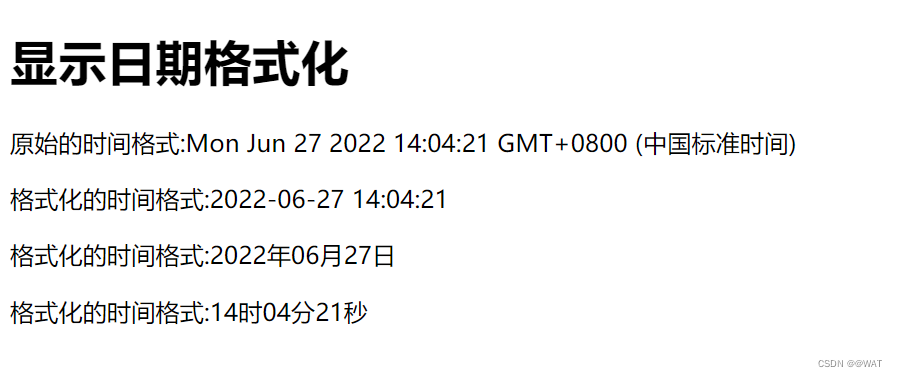 显示日期格式化
原始的时间格式:Mon Jun 27 2022 14:04:21 GMT+0800 (中国标准时间)
格式化的时间格式:2022-06-27 14:04:21
格式化的时间格式:2022年06月27日
格式化的时间格式:14时04分21秒
CSDN @@WAT